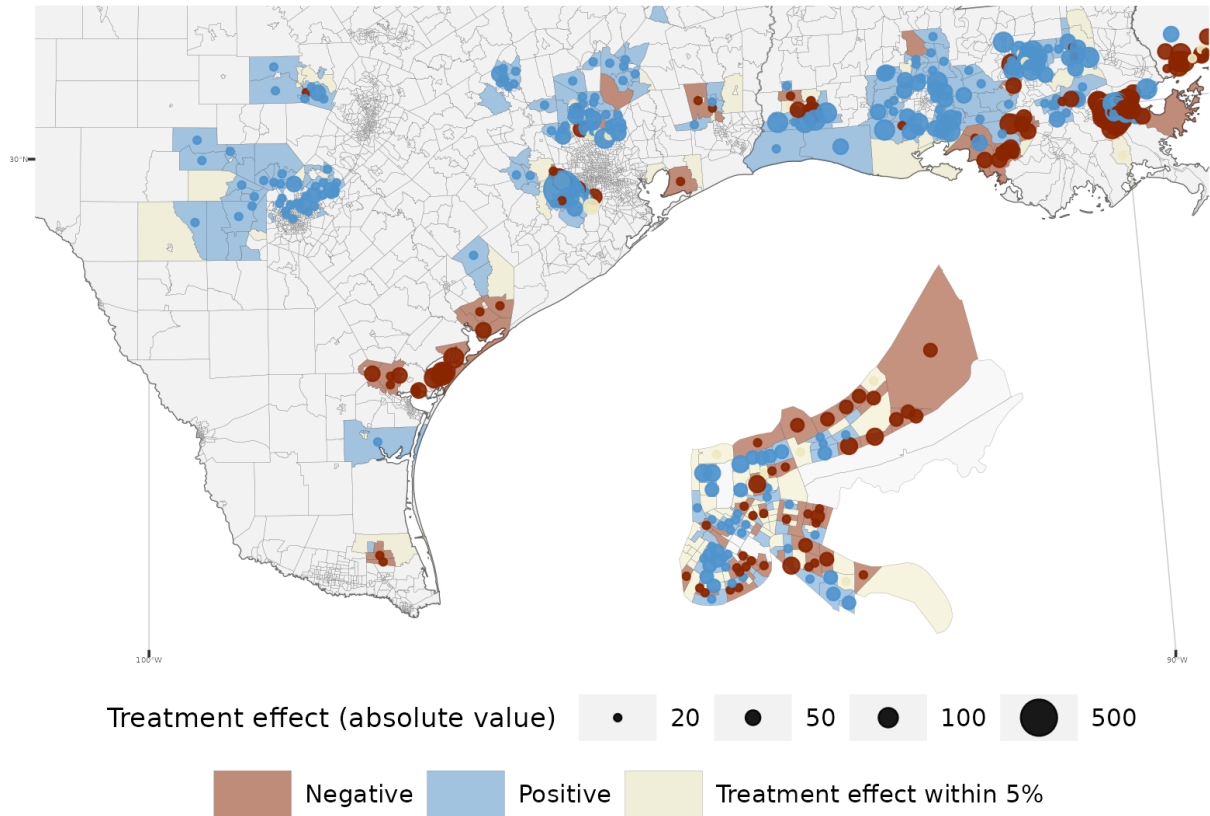 30°N
100°W
90°W
Treatment effect (absolute value) 20 50 100 500
Negative Positive Treatment effect within 5%